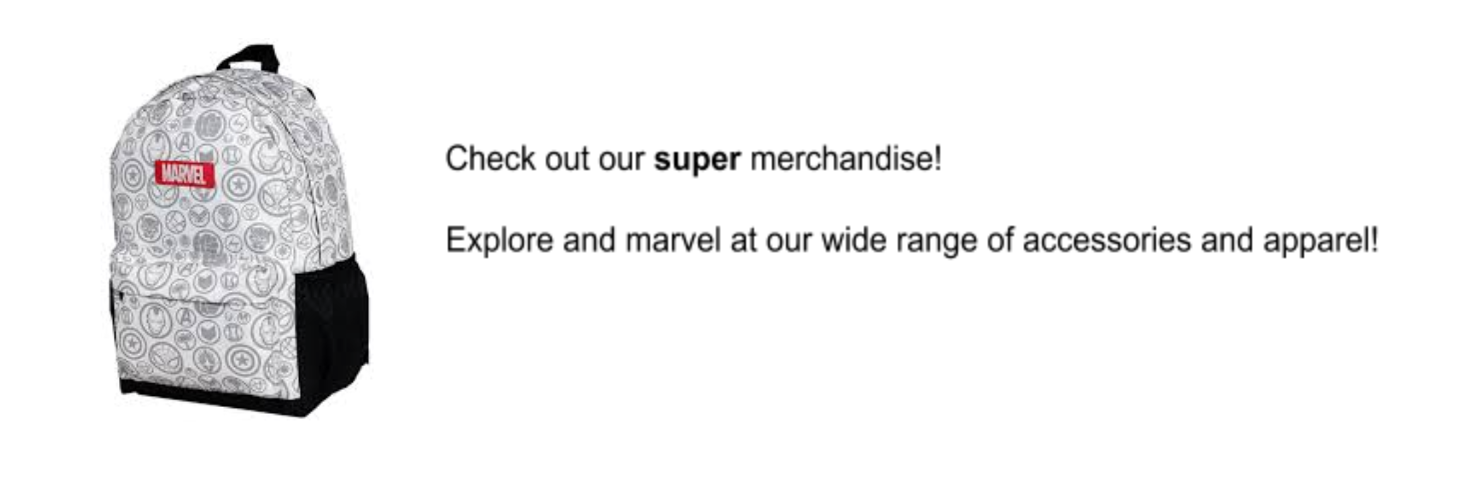 MARVEL
Check out our super merchandise!
Explore and marvel at our wide range of accessories and apparel!